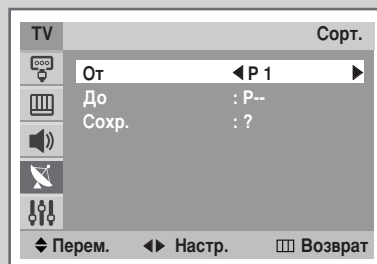 TV Сорт.
От ◀ P 1 ▶
До : P--
Сохр. : ?
Перем. Настр. Возврат